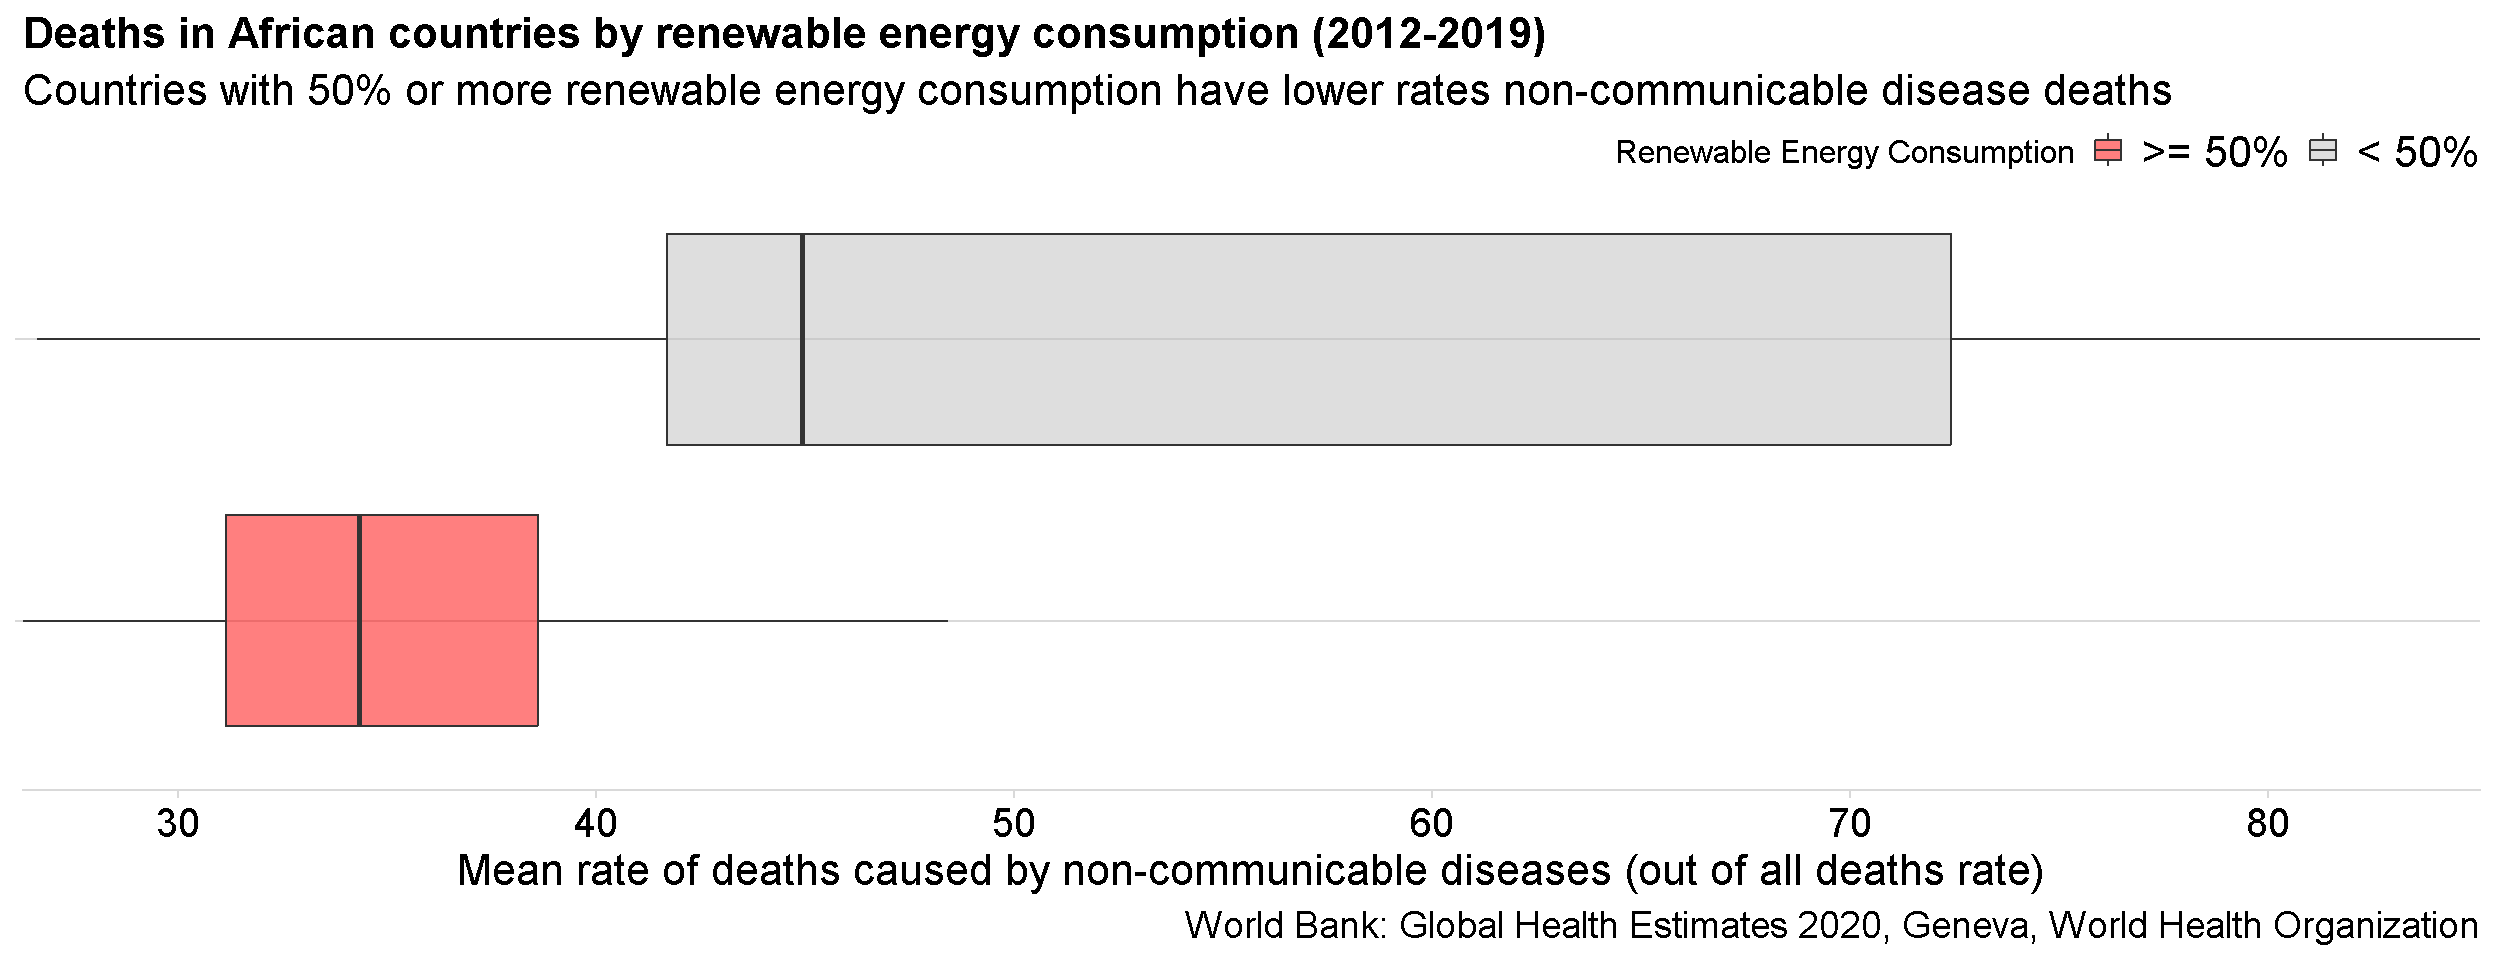 Deaths in African countries by renewable energy consumption (2012-2019)
Countries with 50% or more renewable energy consumption have lower rates non-communicable disease deaths
Renewable Energy Consumption >= 50% < 50%
30 40 50 60 70 80
Mean rate of deaths caused by non-communicable diseases (out of all deaths rate)
World Bank: Global Health Estimates 2020, Geneva, World Health Organization